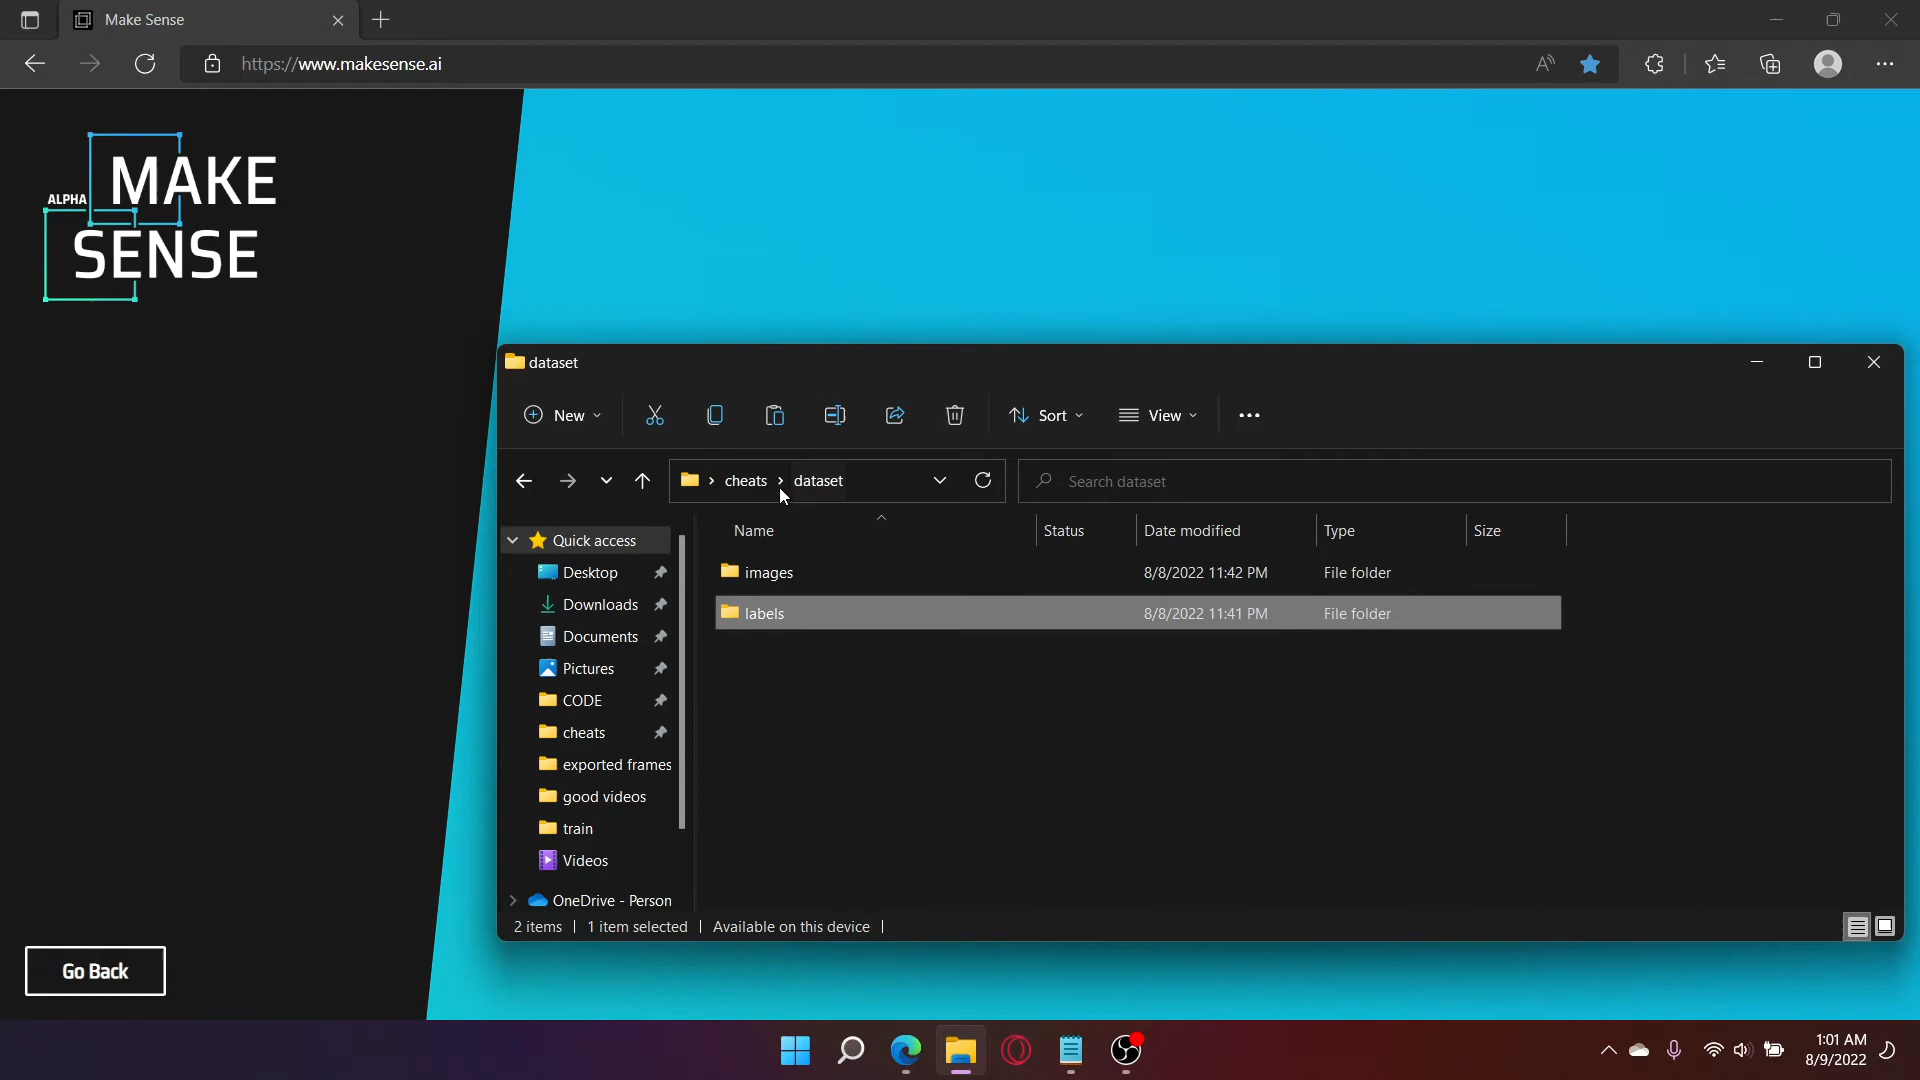 Make Sense
https://www.makesense.ai
MAKE
ALPHA
SENSE
dataset
New
Sort
View
cheats
dataset
Search dataset
Name
Status
Date modified
Type
Size
Quick access
Desktop
Downloads
Documents
Pictures
CODE
cheats
exported frames
good videos
train
Videos
OneDrive - Person
images
8/8/2022 11:42 PM
File folder
labels
8/8/2022 11:41 PM
File folder
2 items
1 item selected
Available on this device
Go Back
1:01 AM
8/9/2022